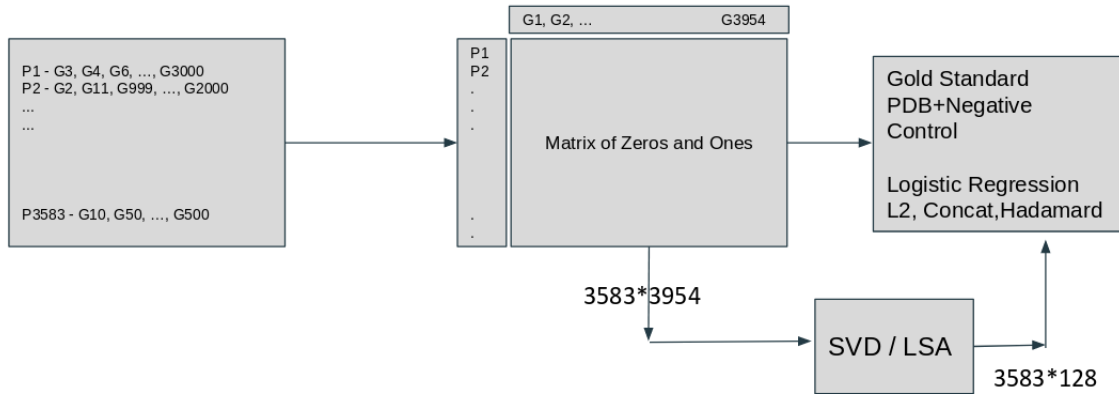 G1, G2, ... G3954
P1 - G3, G4, G6, ..., G3000
P2 - G2, G11, G999, ..., G2000
...
...
P3583 - G10, G50, ..., G500
P1
P2
.
.
.
.
.
Matrix of Zeros and Ones
Gold Standard
PDB+Negative
Control
Logistic Regression
L2, Concat,Hadamard
3583*3954
SVD / LSA
3583*128